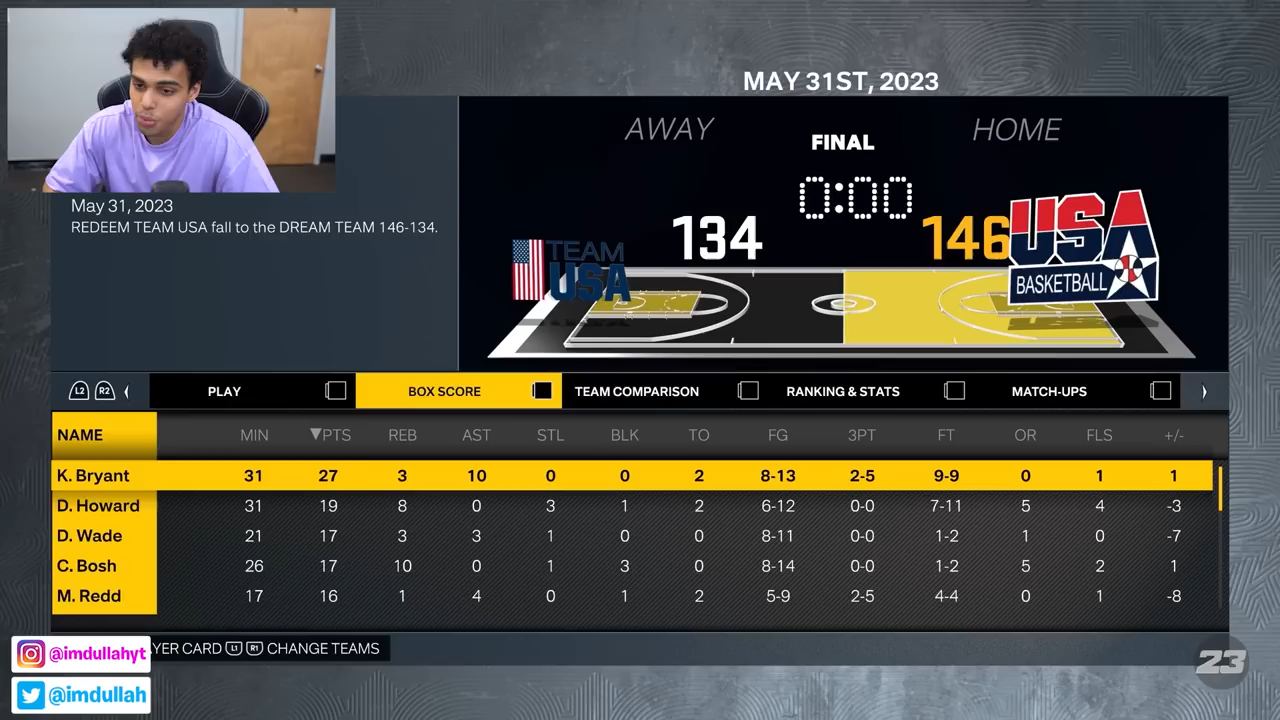 MAY 31ST, 2023
AWAY
FINAL
HOME
0:00
134
146
TEAM
USA
USA
BASKETBALL
May 31, 2023
REDEEM TEAM USA fall to the DREAM TEAM 146-134.
L2 R2 PLAY BOX SCORE TEAM COMPARISON RANKING & STATS MATCH-UPS
NAME MIN ▼PTS REB AST STL BLK TO FG 3PT FT OR FLS +/-
K. Bryant 31 27 3 10 0 0 2 8-13 2-5 9-9 0 1 1
D. Howard 31 19 8 0 3 1 2 6-12 0-0 7-11 5 4 -3
D. Wade 21 17 3 3 1 0 0 8-11 0-0 1-2 1 0 -7
C. Bosh 26 17 10 0 1 3 0 8-14 0-0 1-2 5 2 1
M. Redd 17 16 1 4 0 1 2 5-9 2-5 4-4 0 1 -8
@imdullahyt
YER CARD L1 R1 CHANGE TEAMS
@imdullah
23